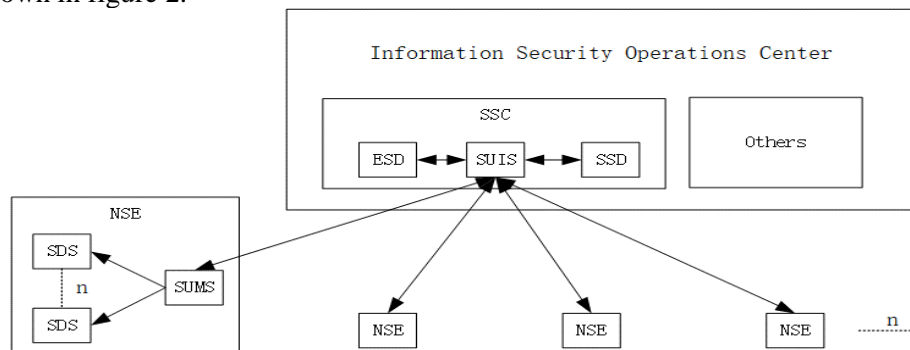 own in figure 2.
Information Security Operations Center
SSC
ESD
SUIS
SSD
Others
NSE
SDS
n
SUMS
SDS
NSE
NSE
NSE
n